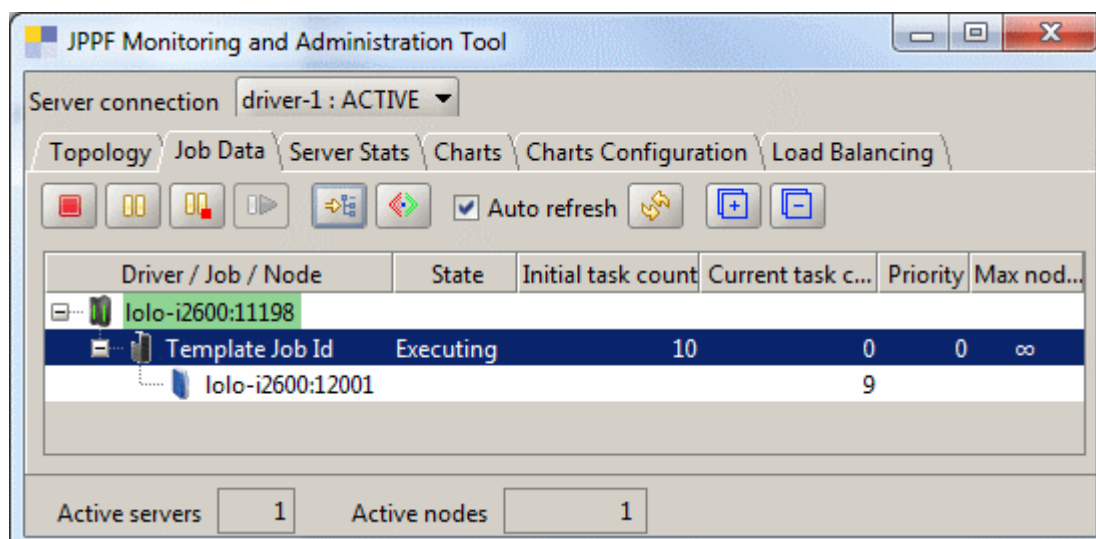 JPPF Monitoring and Administration Tool
Server connection driver-1 : ACTIVE
Topology Job Data Server Stats Charts Charts Configuration Load Balancing
Auto refresh
Driver / Job / Node State Initial task count Current task c... Priority Max nod...
lolo-i2600:11198
Template Job Id Executing 10 0 0 ∞
lolo-i2600:12001 9
Active servers 1 Active nodes 1